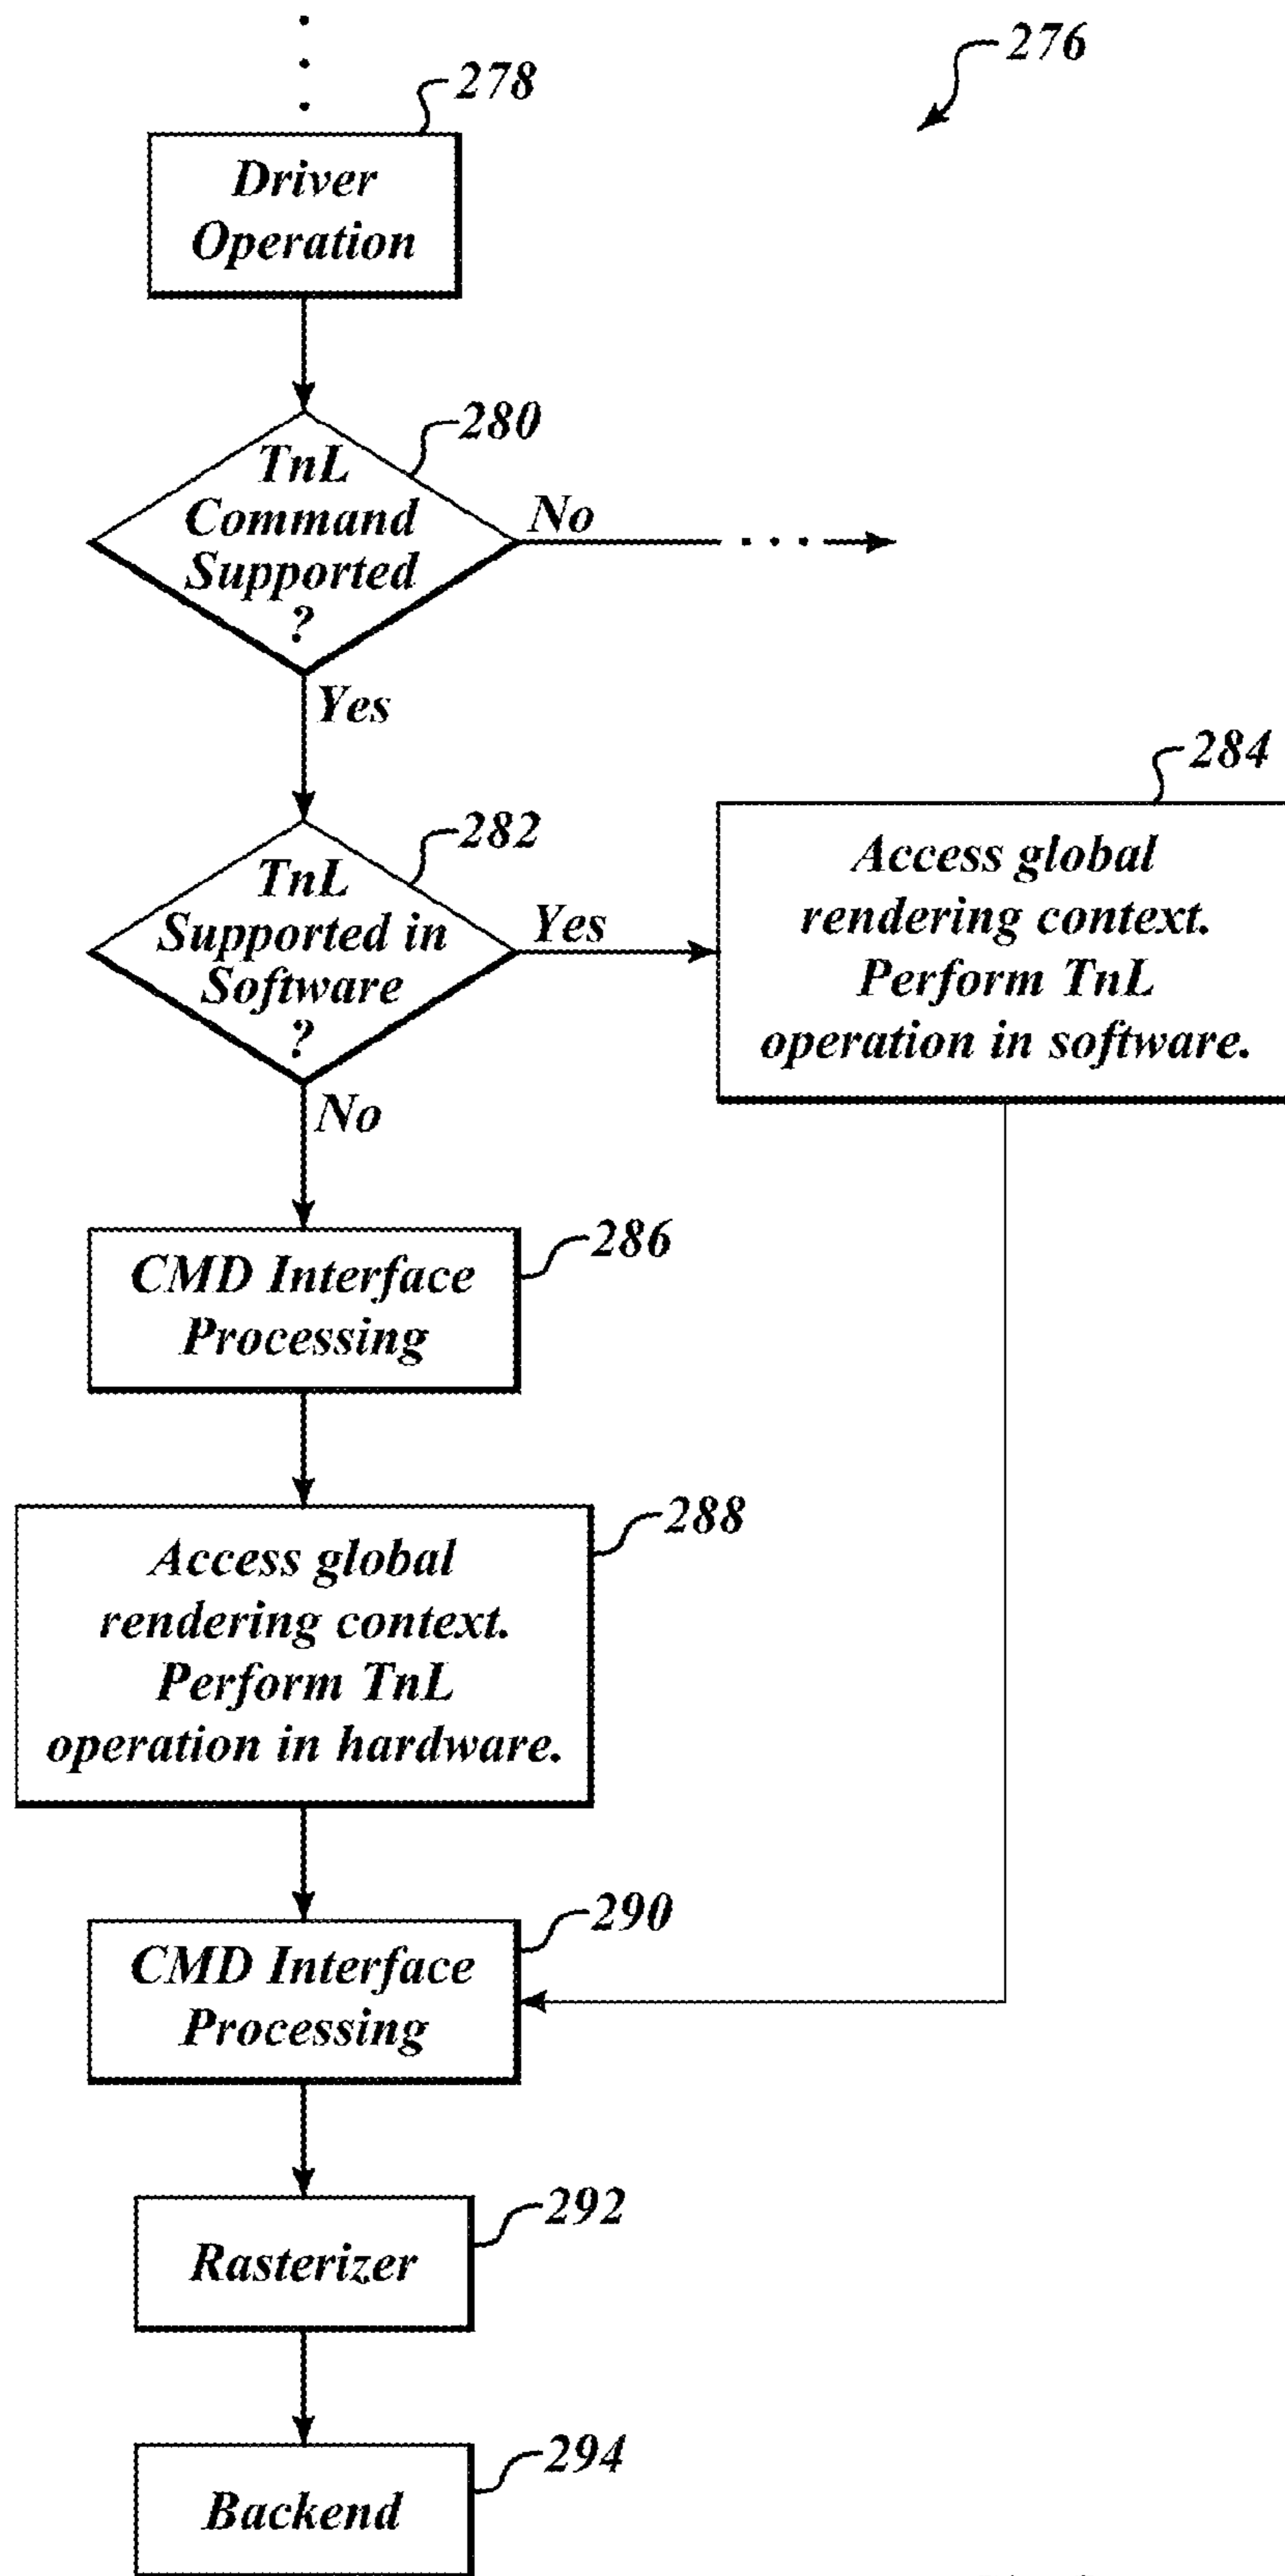 276
278
Driver
Operation
280
TnL
Command
Supported
?
No
Yes
282
TnL
Supported in
Software
?
Yes
No
284
Access global
rendering context.
Perform TnL
operation in software.
286
CMD Interface
Processing
288
Access global
rendering context.
Perform TnL
operation in hardware.
290
CMD Interface
Processing
292
Rasterizer
294
Backend